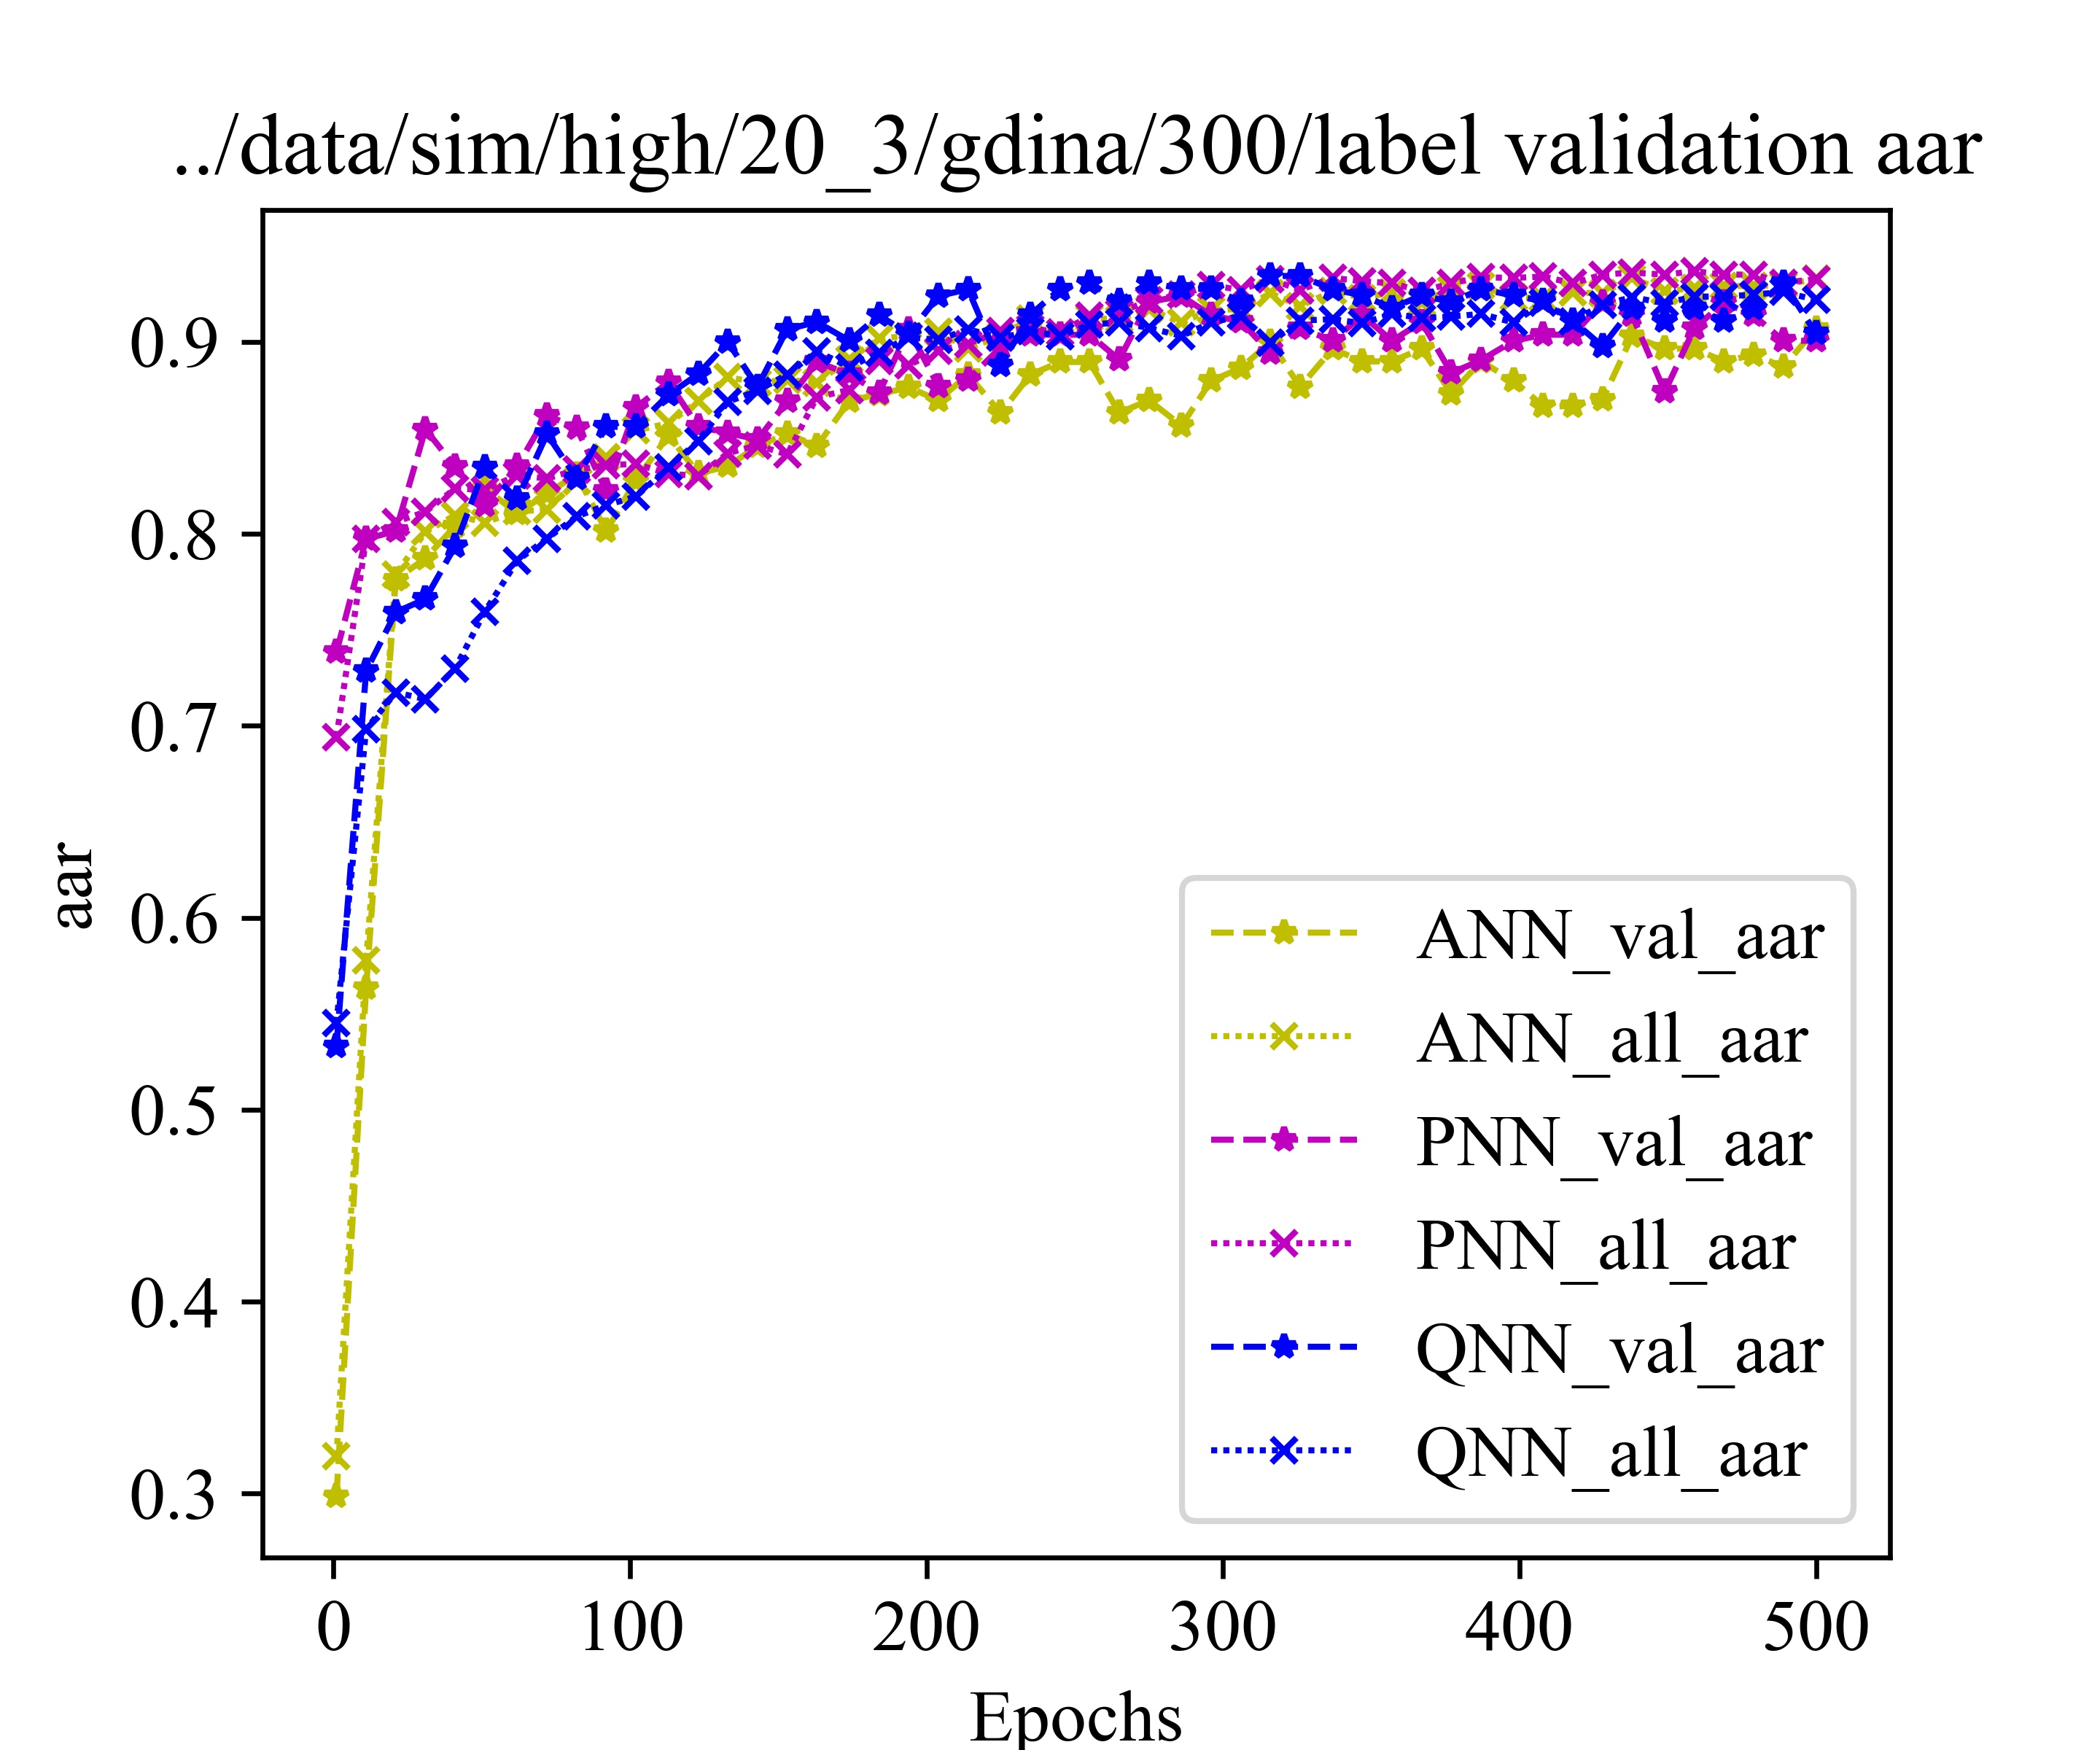 ../data/sim/high/20_3/gdina/300/label validation aar
aar
0.9
0.8
0.7
0.6
0.5
0.4
0.3
ANN_val_aar
ANN_all_aar
PNN_val_aar
PNN_all_aar
QNN_val_aar
QNN_all_aar
0 100 200 300 400 500
Epochs